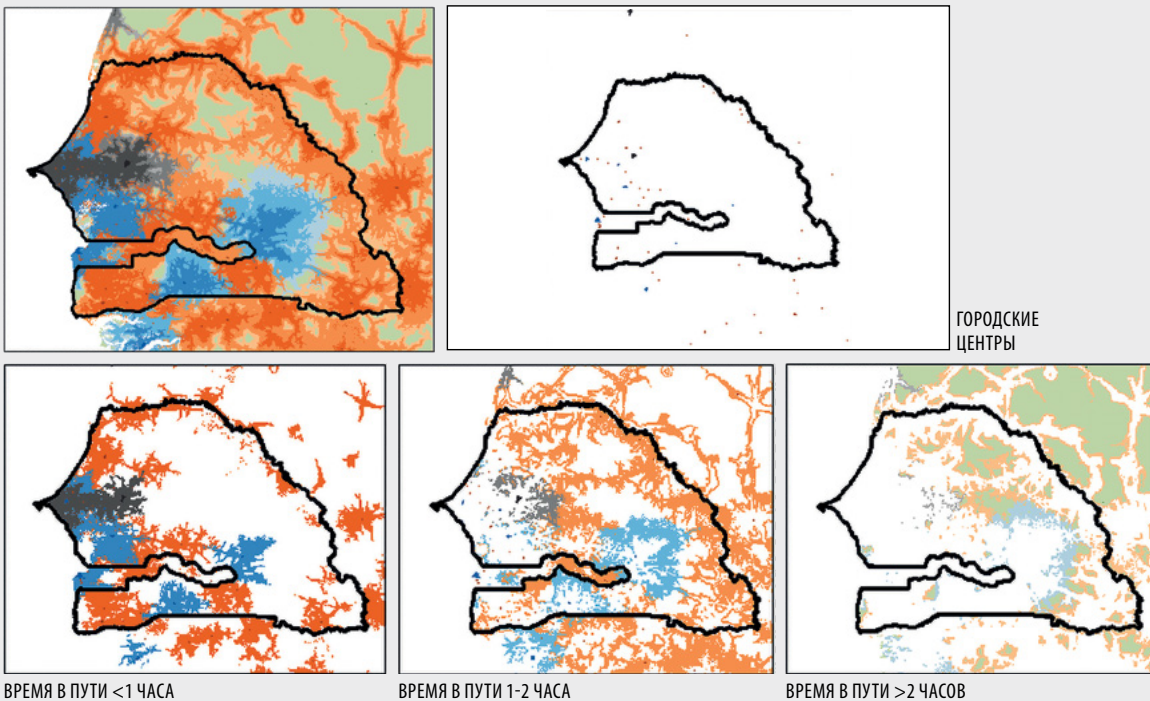 ГОРОДСКИЕ
ЦЕНТРЫ
ВРЕМЯ В ПУТИ <1 ЧАСА
ВРЕМЯ В ПУТИ 1-2 ЧАСА
ВРЕМЯ В ПУТИ >2 ЧАСОВ